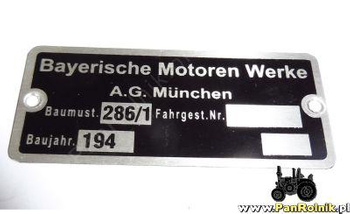 Bayerische Motoren Werke
A.G. München
Baumust. 286/1 Fahrgest.Nr.
Baujahr. 194
www.PanRolnik.pl